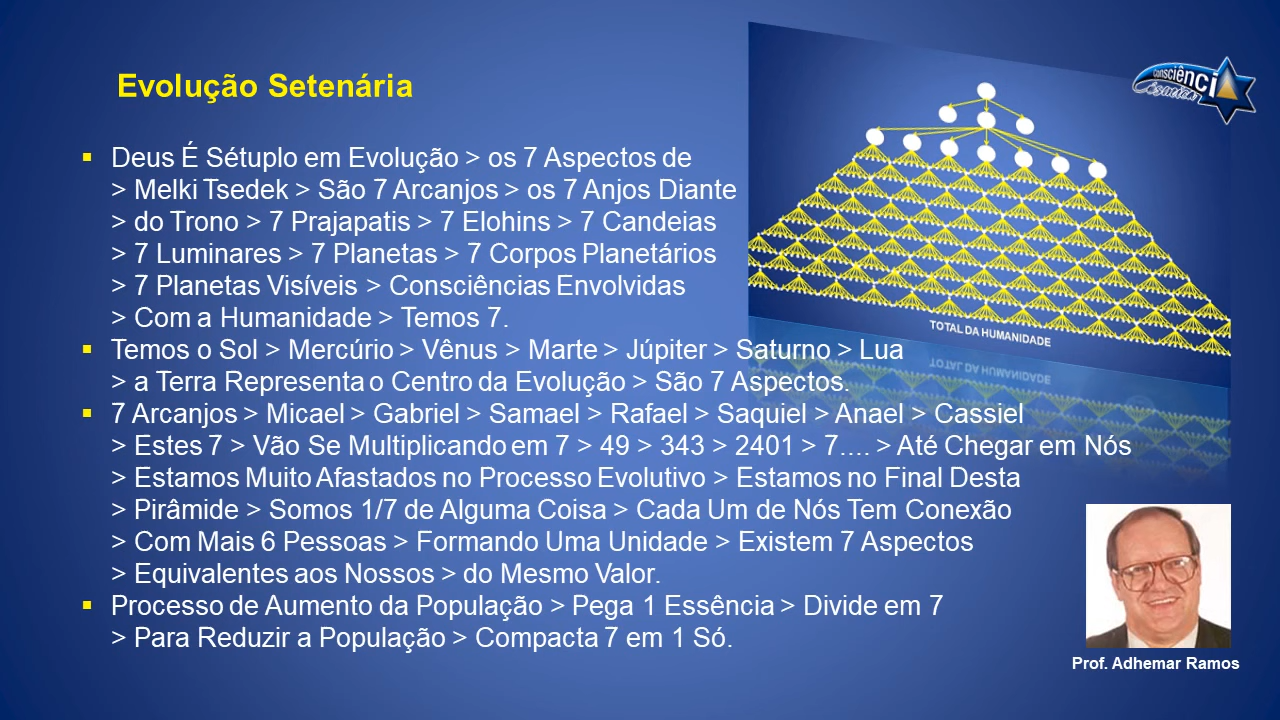 Evolução Setenária
Consciênci
Cósmica
▪ Deus É Sétuplo em Evolução > os 7 Aspectos de
> Melki Tsedek > São 7 Arcanjos > os 7 Anjos Diante
> do Trono > 7 Prajapatis > 7 Elohins > 7 Candeias
> 7 Luminares > 7 Planetas > 7 Corpos Planetários
> 7 Planetas Visíveis > Consciências Envolvidas
> Com a Humanidade > Temos 7.
TOTAL DA HUMANIDADE
▪ Temos o Sol > Mercúrio > Vênus > Marte > Júpiter > Saturno > Lua
> a Terra Representa o Centro da Evolução > São 7 Aspectos.
▪ 7 Arcanjos > Micael > Gabriel > Samael > Rafael > Saquiel > Anael > Cassiel
> Estes 7 > Vão Se Multiplicando em 7 > 49 > 343 > 2401 > 7.... > Até Chegar em Nós
> Estamos Muito Afastados no Processo Evolutivo > Estamos no Final Desta
> Pirâmide > Somos 1/7 de Alguma Coisa > Cada Um de Nós Tem Conexão
> Com Mais 6 Pessoas > Formando Uma Unidade > Existem 7 Aspectos
> Equivalentes aos Nossos > do Mesmo Valor.
▪ Processo de Aumento da População > Pega 1 Essência > Divide em 7
> Para Reduzir a População > Compacta 7 em 1 Só.
Prof. Adhemar Ramos